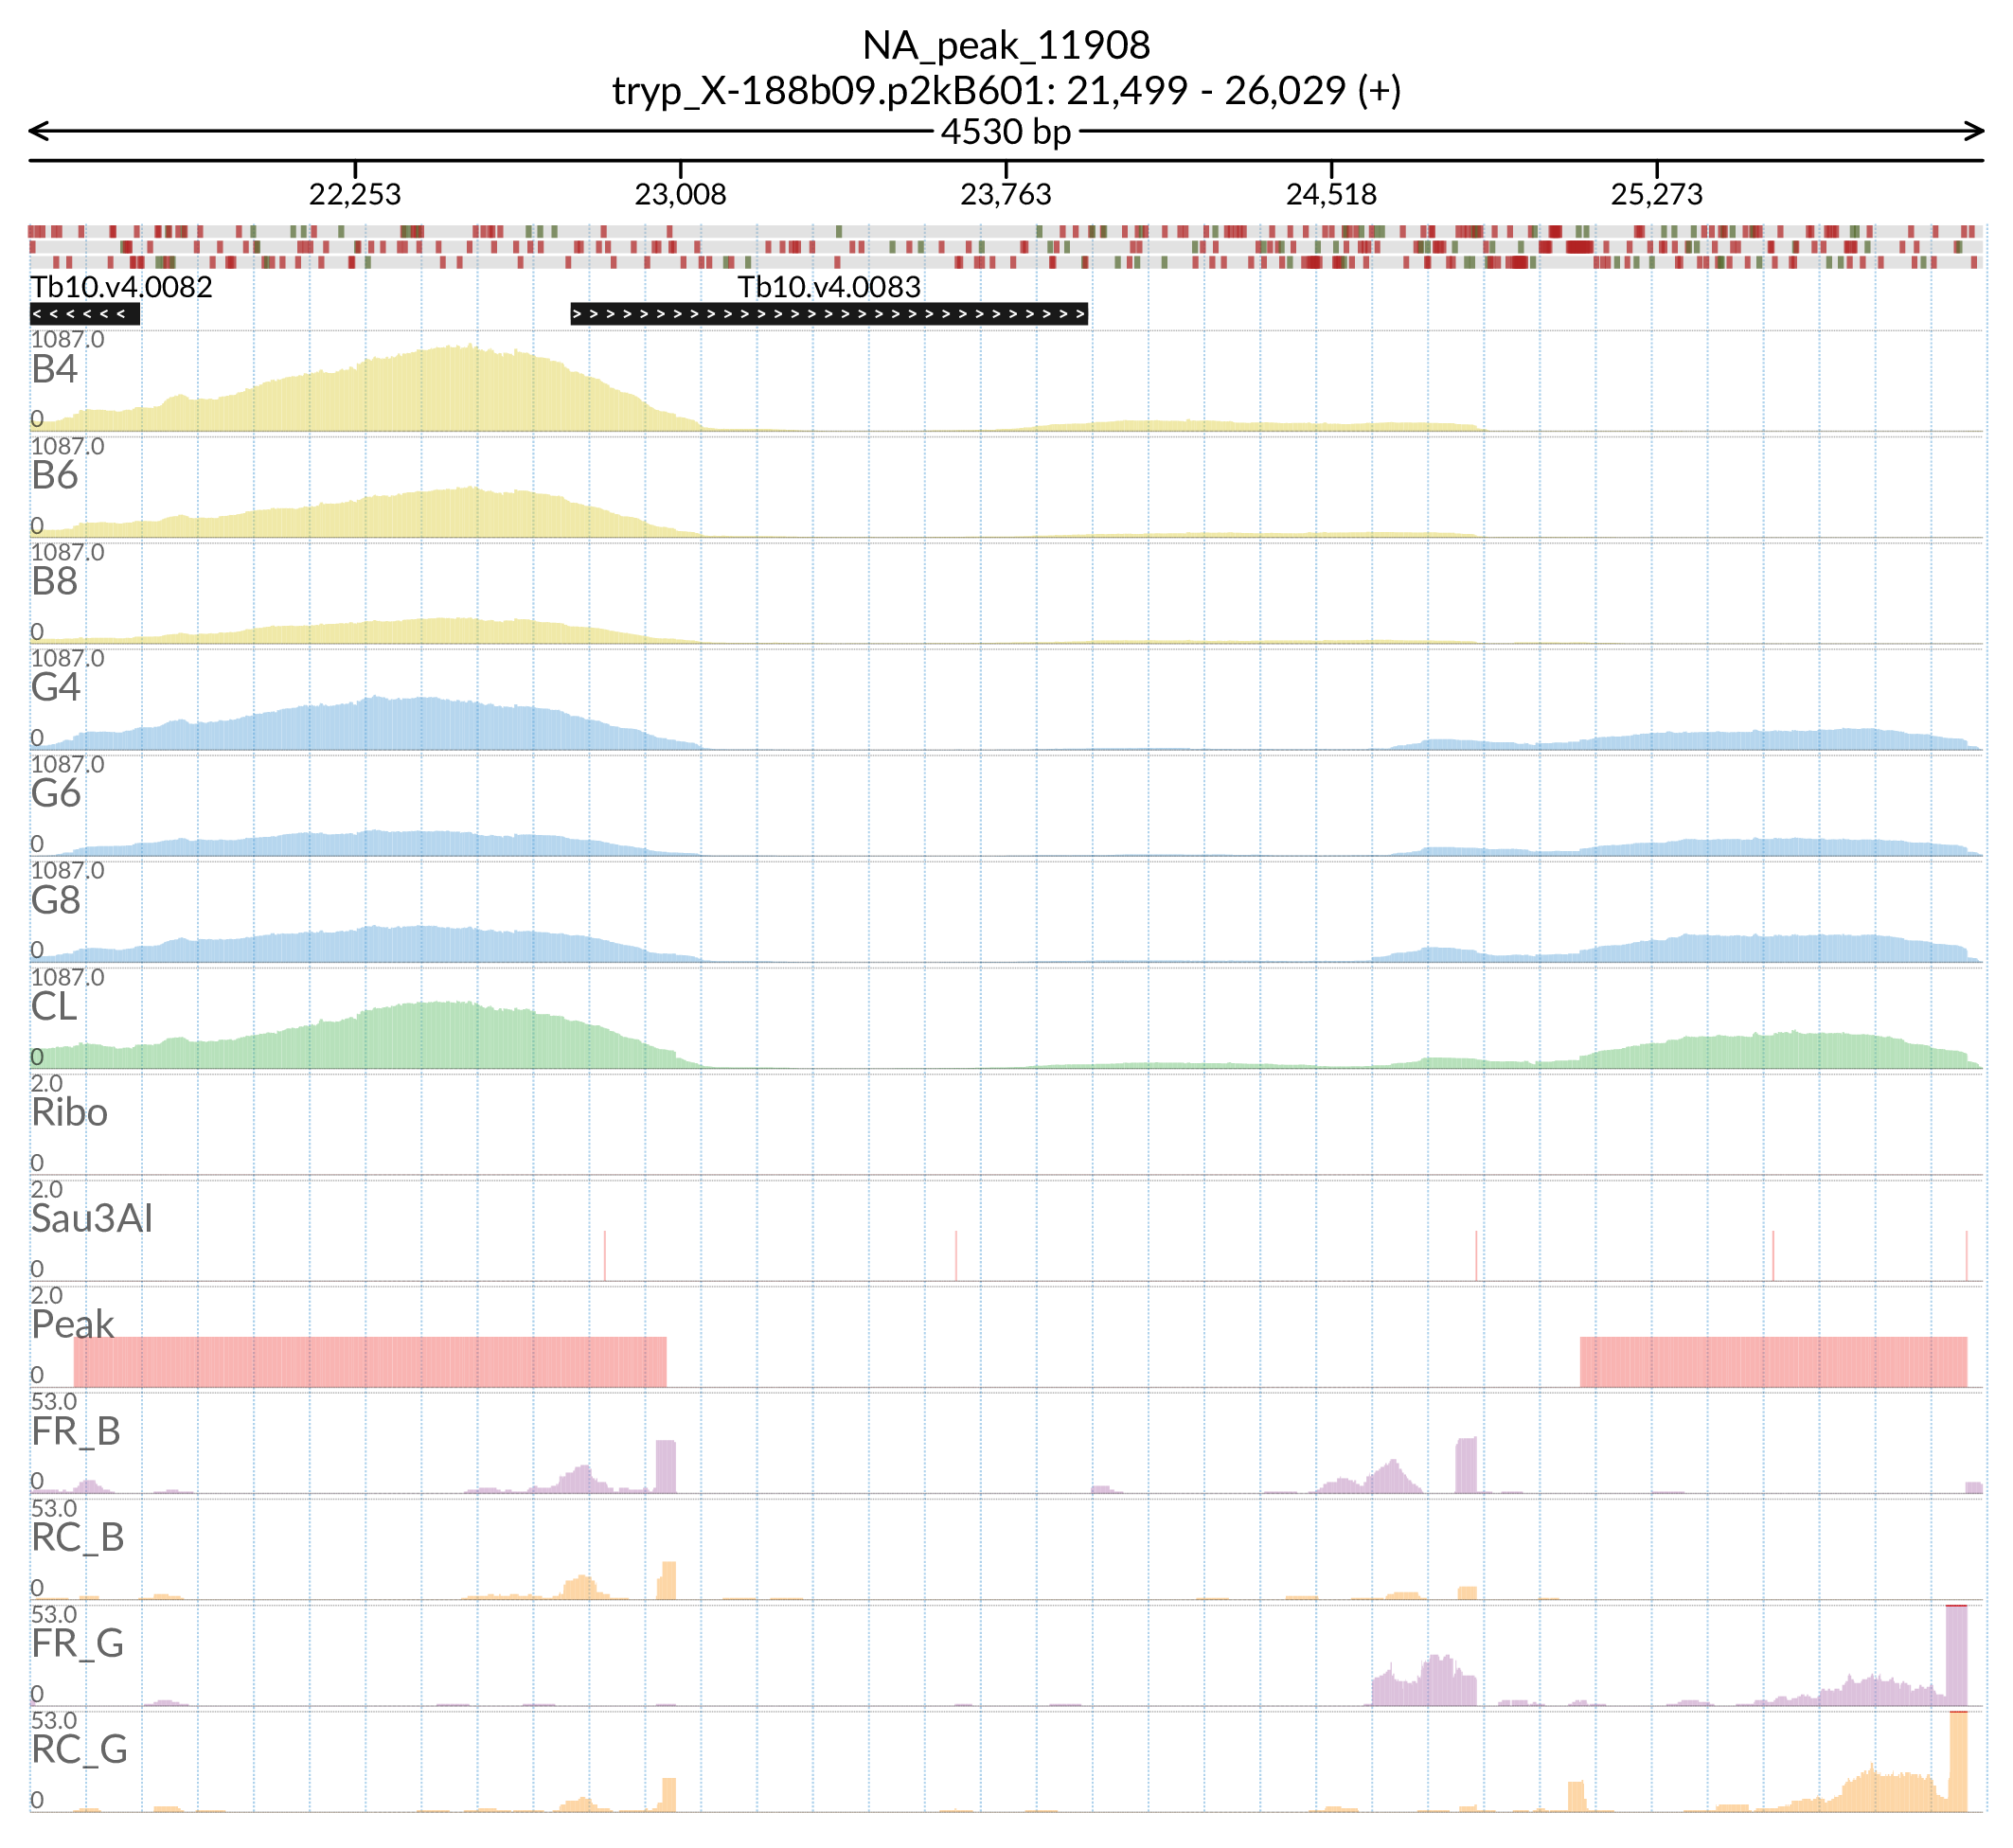 NA_peak_11908
tryp_X-188b09.p2kB601: 21,499 - 26,029 (+)
4530 bp
22,253 23,008 23,763 24,518 25,273
Tb10.v4.0082 Tb10.v4.0083
1087.0
B4
0
1087.0
B6
0
1087.0
B8
0
1087.0
G4
0
1087.0
G6
0
1087.0
G8
0
1087.0
CL
0
2.0
Ribo
0
2.0
Sau3AI
0
2.0
Peak
0
53.0
FR_B
0
53.0
RC_B
0
53.0
FR_G
0
53.0
RC_G
0